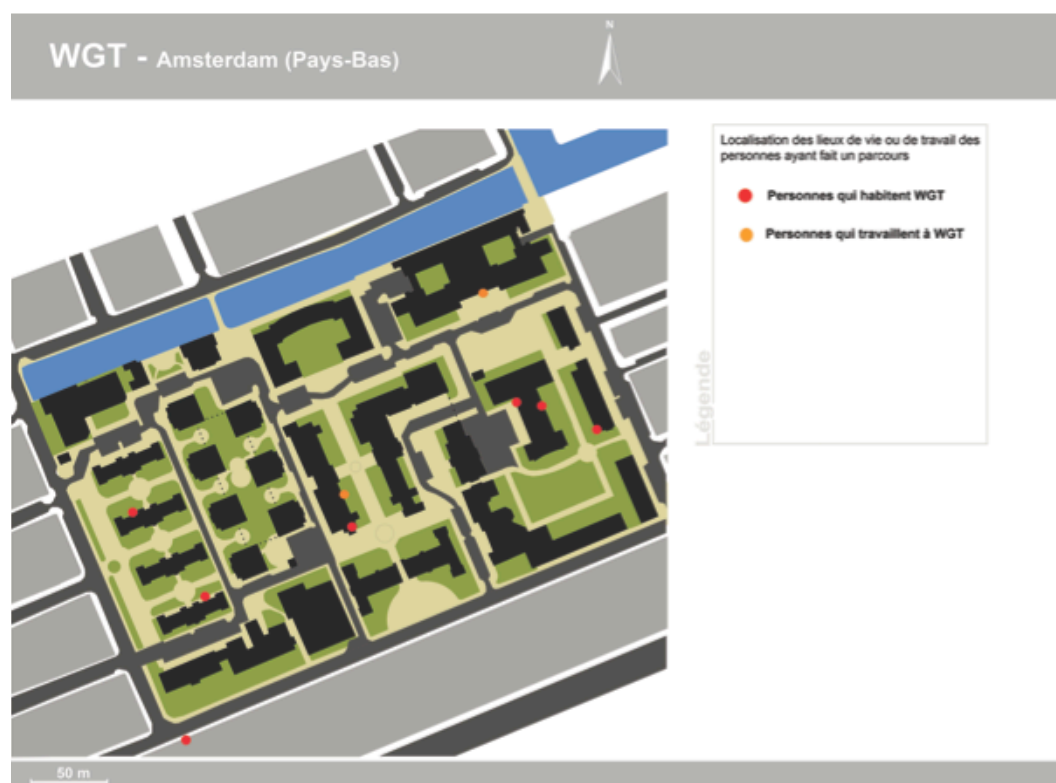 WGT - Amsterdam (Pays-Bas)
N
Localisation des lieux de vie ou de travail des
personnes ayant fait un parcours
Personnes qui habitent WGT
Personnes qui travaillent à WGT
Légende
50 m